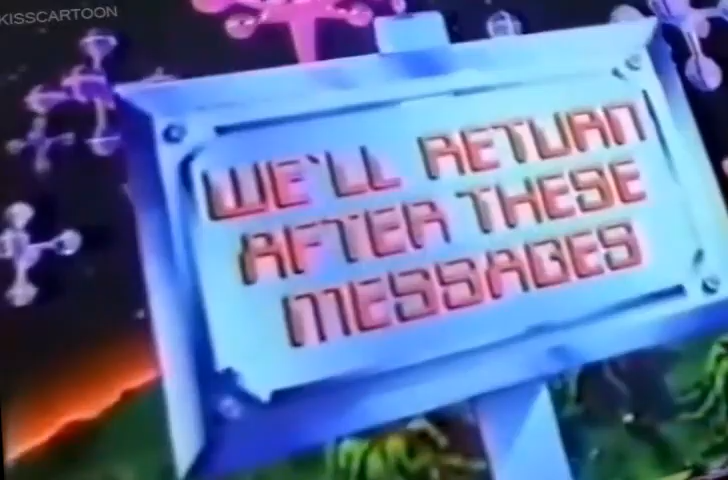 KISSCARTOON
WE'LL RETURN
AFTER THESE
MESSAGES